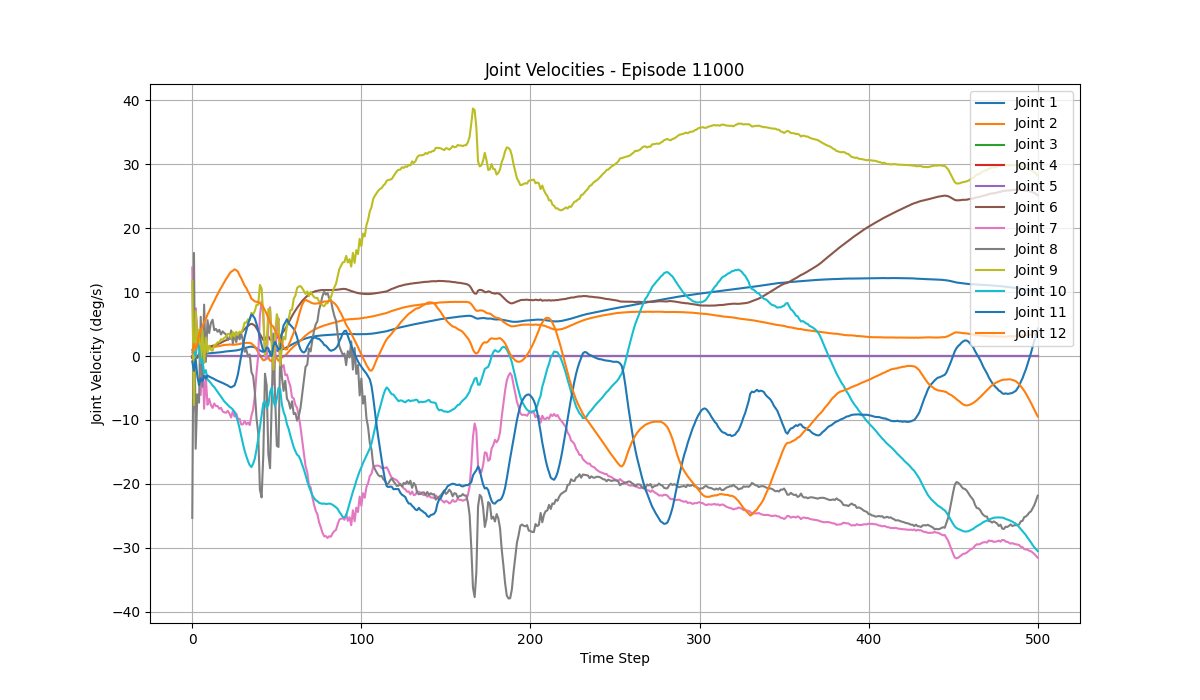 Joint Velocities - Episode 11000
Joint Velocity (deg/s)
40
30
20
10
0
−10
−20
−30
−40
Joint 1
Joint 2
Joint 3
Joint 4
Joint 5
Joint 6
Joint 7
Joint 8
Joint 9
Joint 10
Joint 11
Joint 12
0
100
200
300
400
500
Time Step